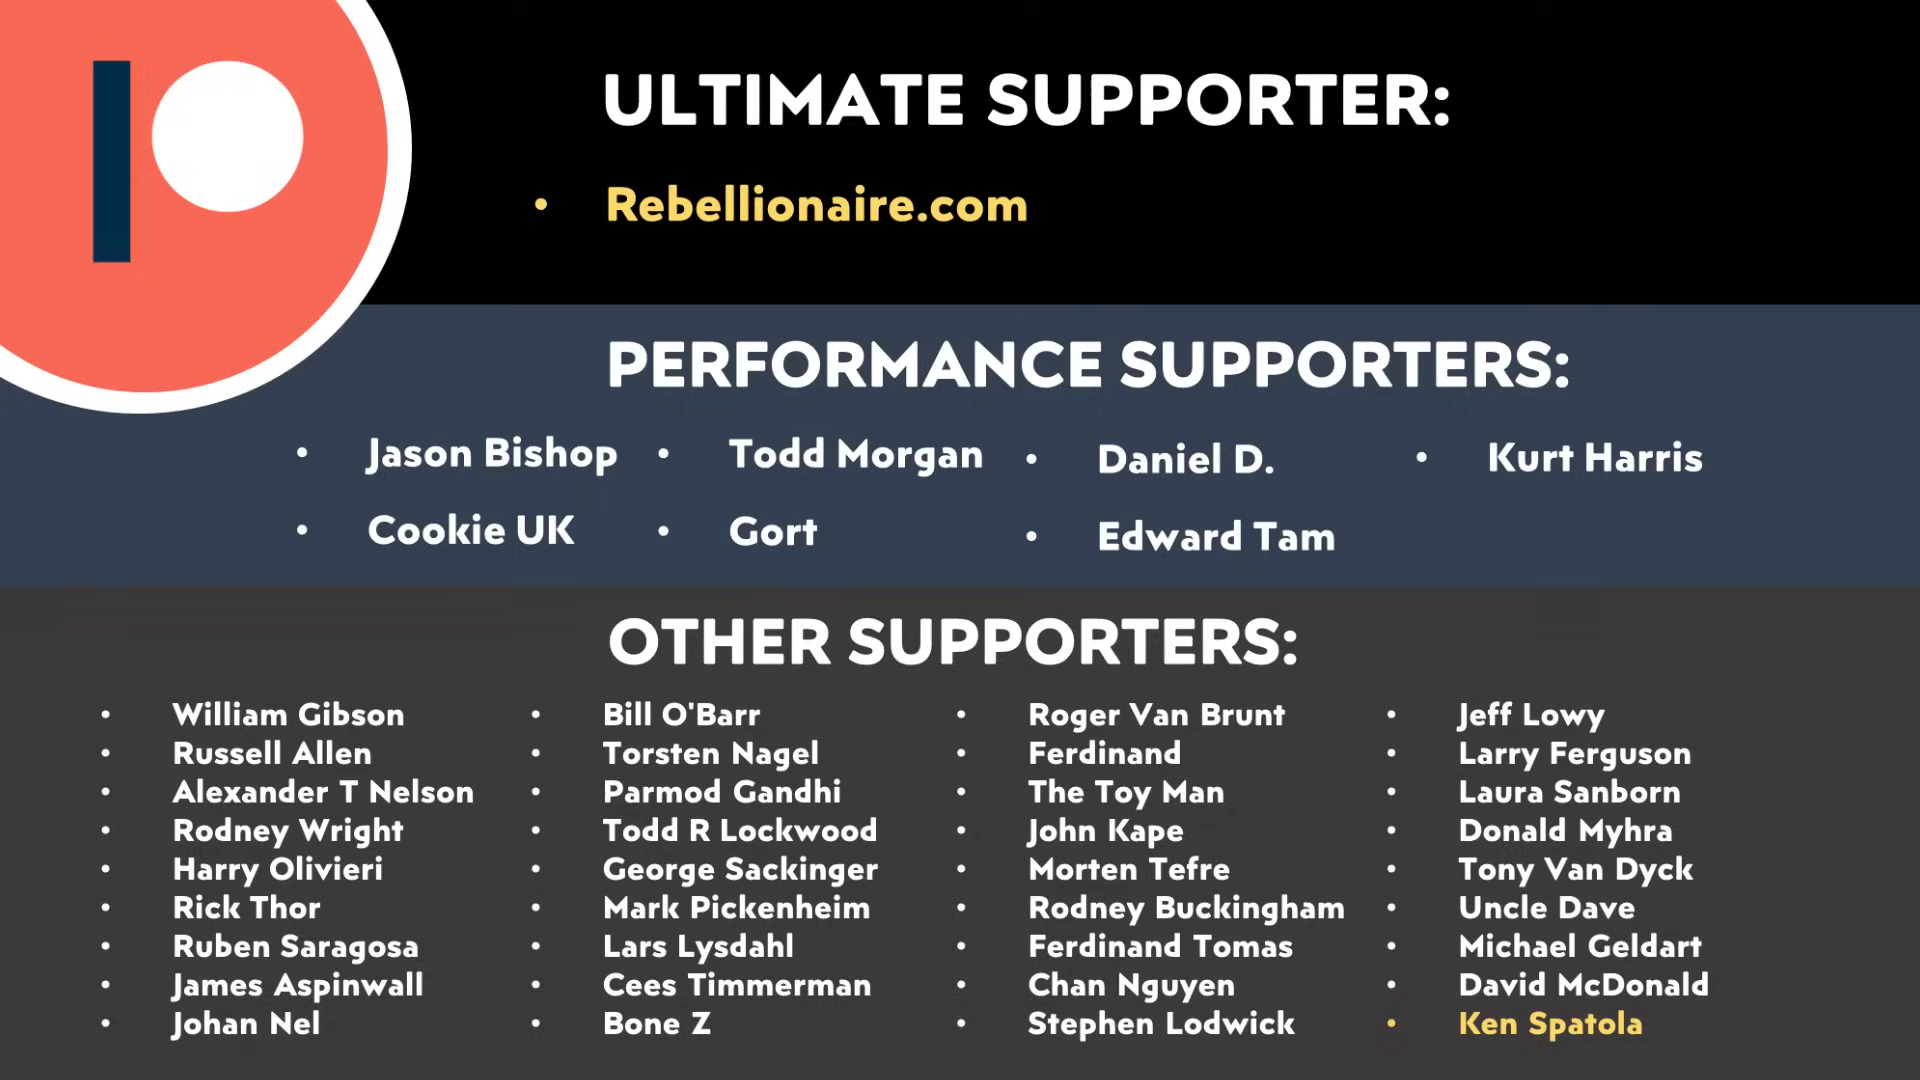 ULTIMATE SUPPORTER:
• Rebellionaire.com
PERFORMANCE SUPPORTERS:
• Jason Bishop
• Cookie UK
• Todd Morgan
• Gort
• Daniel D.
• Edward Tam
• Kurt Harris
OTHER SUPPORTERS:
• William Gibson
• Russell Allen
• Alexander T Nelson
• Rodney Wright
• Harry Olivieri
• Rick Thor
• Ruben Saragosa
• James Aspinwall
• Johan Nel
• Bill O'Barr
• Torsten Nagel
• Parmod Gandhi
• Todd R Lockwood
• George Sackinger
• Mark Pickenheim
• Lars Lysdahl
• Cees Timmerman
• Bone Z
• Roger Van Brunt
• Ferdinand
• The Toy Man
• John Kape
• Morten Tefre
• Rodney Buckingham
• Ferdinand Tomas
• Chan Nguyen
• Stephen Lodwick
• Jeff Lowy
• Larry Ferguson
• Laura Sanborn
• Donald Myhra
• Tony Van Dyck
• Uncle Dave
• Michael Geldart
• David McDonald
• Ken Spatola